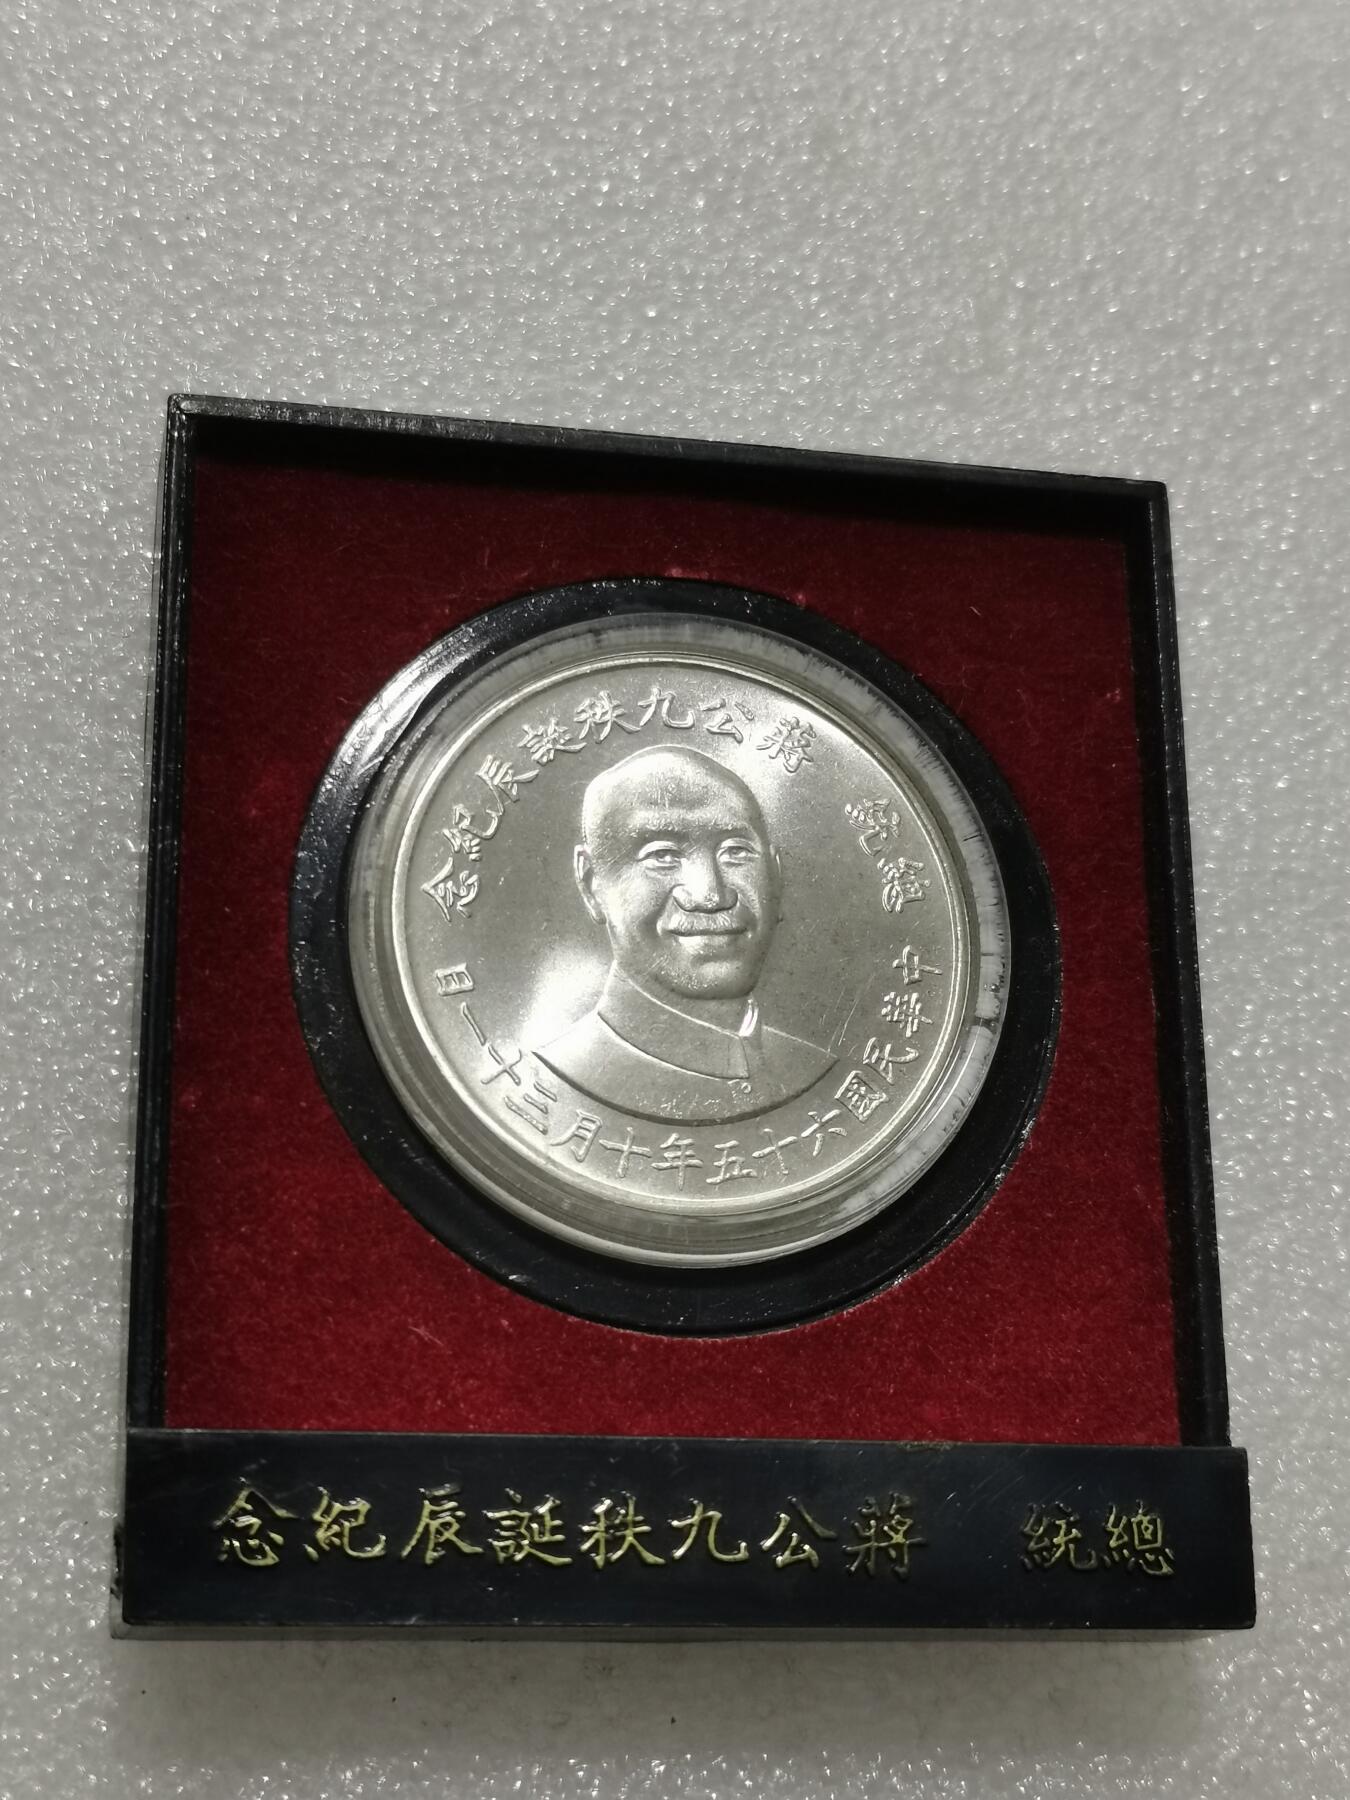 總統 蔣公九秩誕辰紀念
中華民國六十五年十月三十一日
總統 蔣公九秩誕辰紀念